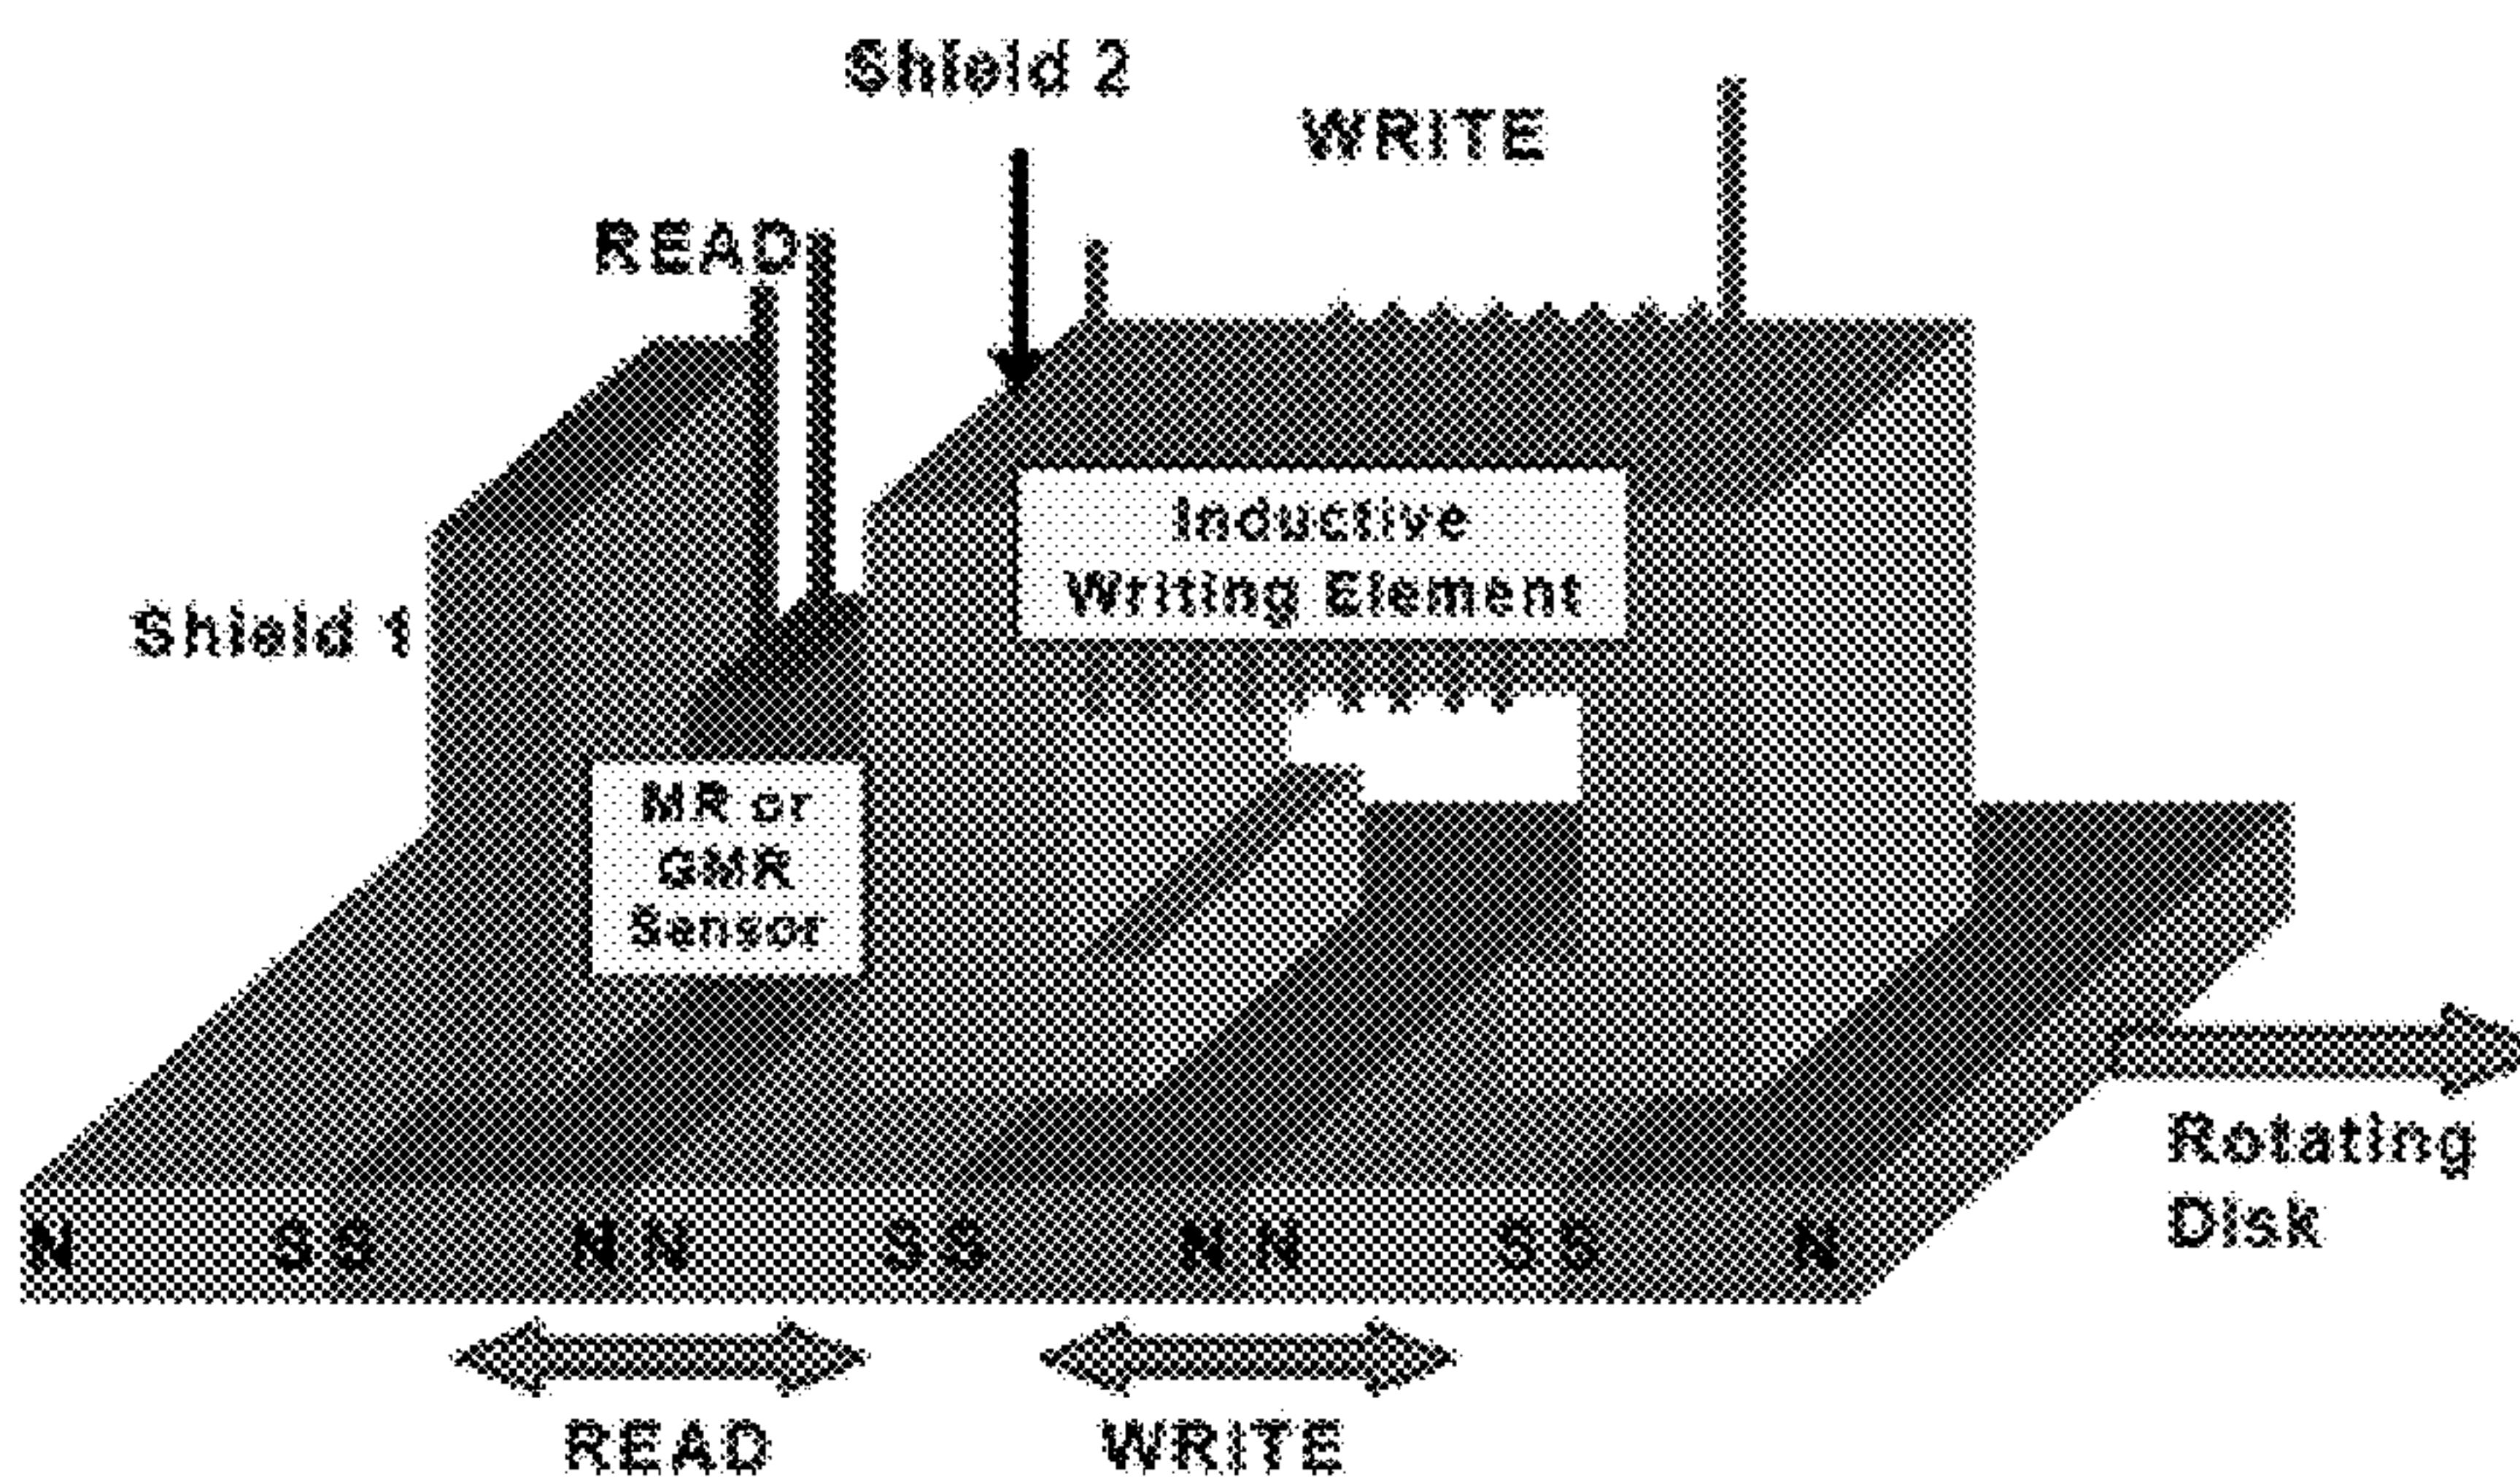 Shield 2
WRITE
READ
Inductive
Writing Element
Shield 1
MR or
GMR
Sensor
Rotating
Disk
N SS NN SS NN SS N
READ WRITE